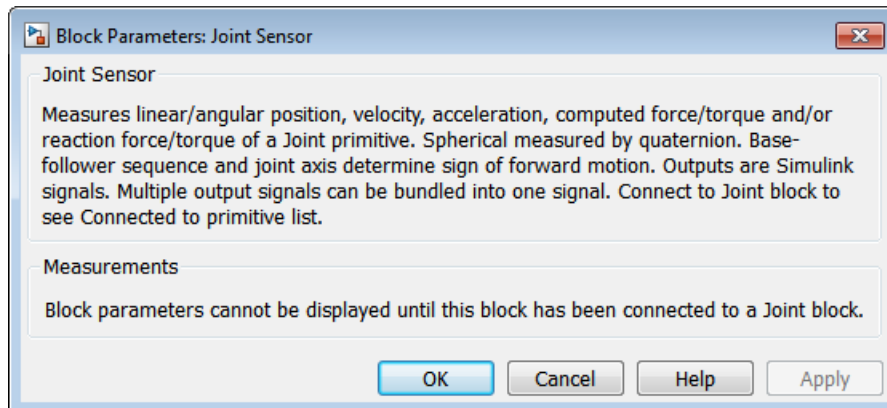 Block Parameters: Joint Sensor
Joint Sensor
Measures linear/angular position, velocity, acceleration, computed force/torque and/or
reaction force/torque of a Joint primitive. Spherical measured by quaternion. Base-
follower sequence and joint axis determine sign of forward motion. Outputs are Simulink
signals. Multiple output signals can be bundled into one signal. Connect to Joint block to
see Connected to primitive list.
Measurements
Block parameters cannot be displayed until this block has been connected to a Joint block.
OK Cancel Help Apply